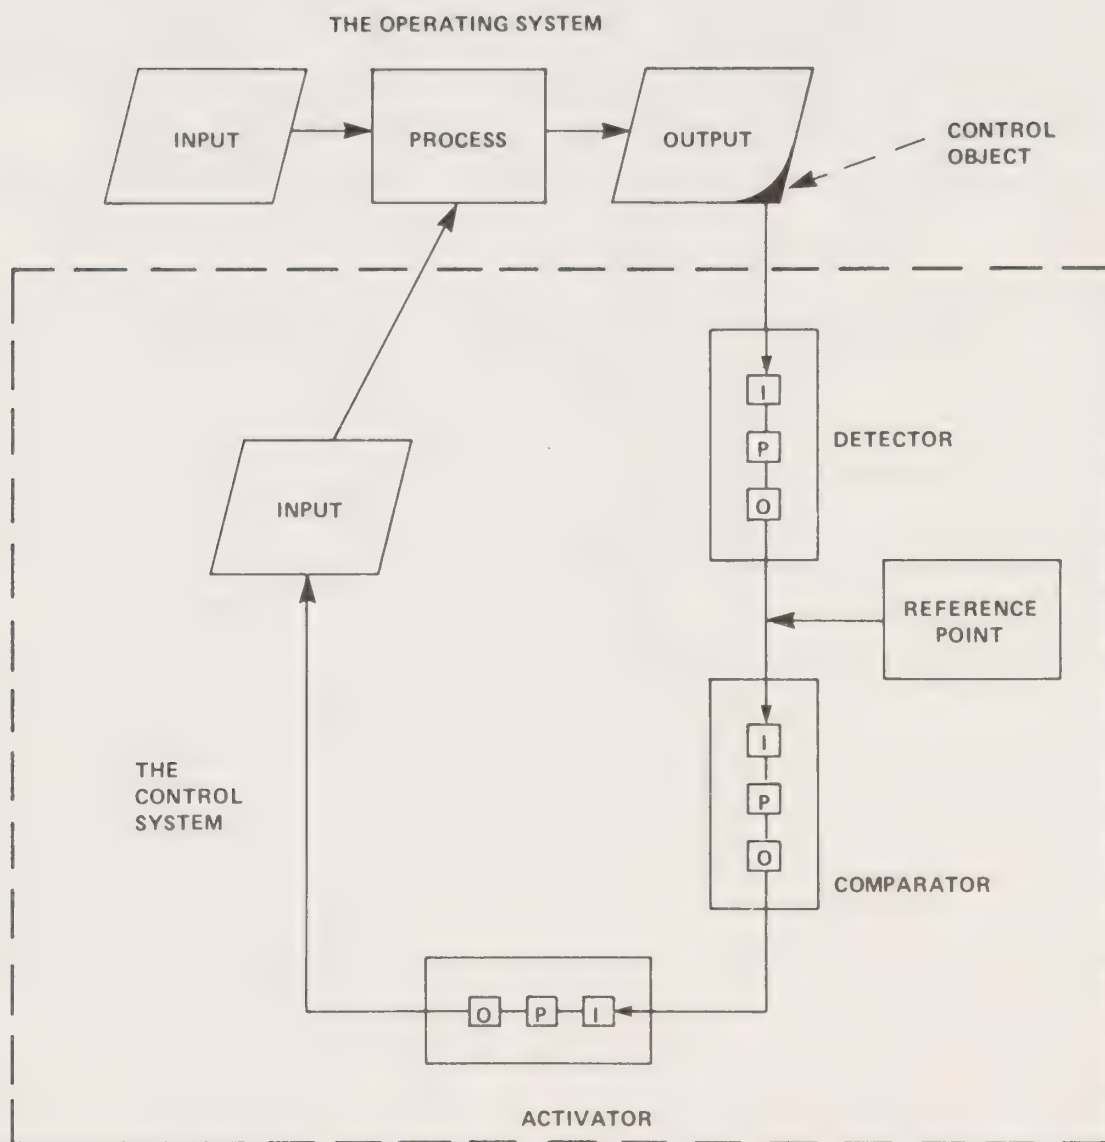 THE OPERATING SYSTEM
INPUT
PROCESS
OUTPUT
CONTROL
OBJECT
I
P
O
DETECTOR
INPUT
REFERENCE
POINT
I
P
O
COMPARATOR
THE
CONTROL
SYSTEM
O P I
ACTIVATOR